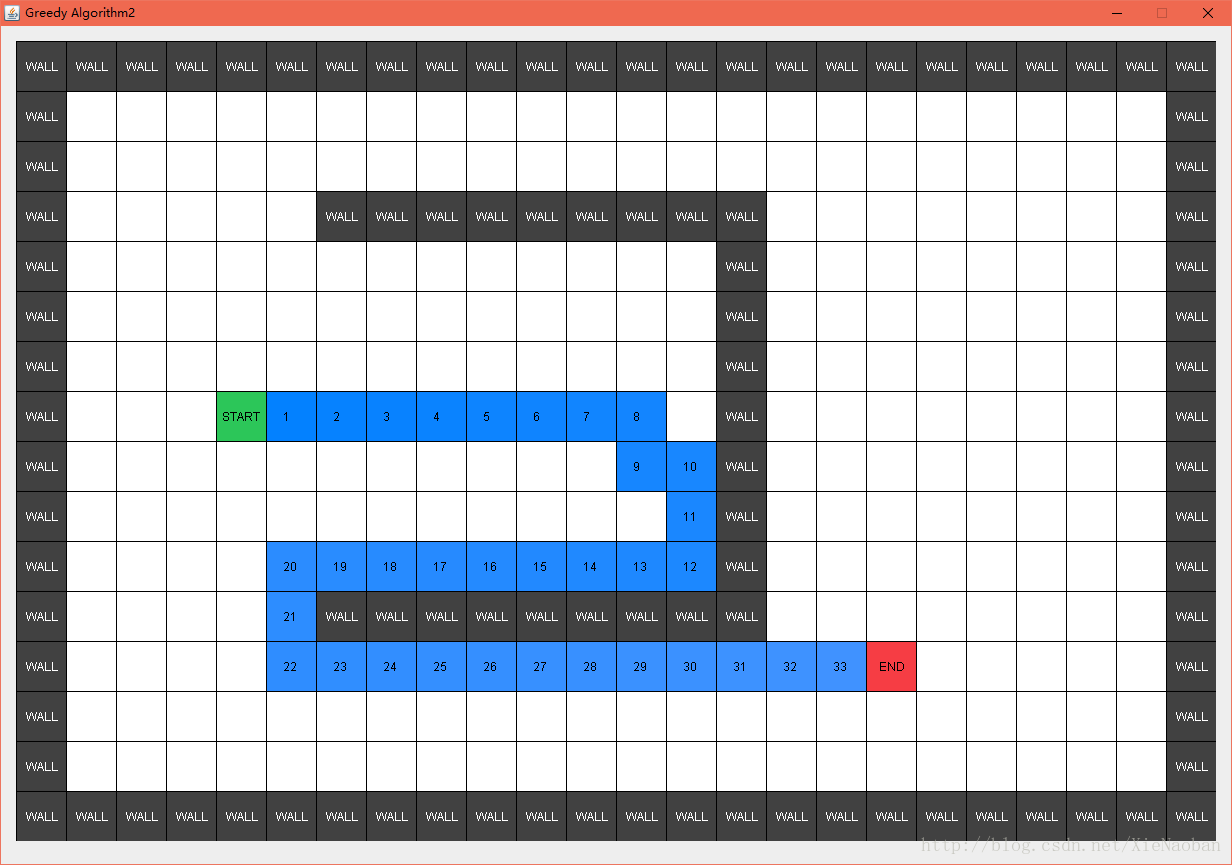 Greedy Algorithm2
WALL WALL WALL WALL WALL WALL WALL WALL WALL WALL WALL WALL WALL WALL WALL WALL WALL WALL WALL WALL WALL WALL WALL WALL
WALL WALL
WALL WALL
WALL WALL WALL WALL WALL WALL WALL WALL WALL WALL WALL
WALL WALL WALL
WALL WALL WALL
WALL WALL WALL
WALL START 1 2 3 4 5 6 7 8 WALL WALL
WALL 9 10 WALL WALL
WALL 11 WALL WALL
WALL 20 19 18 17 16 15 14 13 12 WALL WALL
WALL 21 WALL WALL WALL WALL WALL WALL WALL WALL WALL WALL
WALL 22 23 24 25 26 27 28 29 30 31 32 33 END WALL
WALL WALL
WALL WALL
WALL WALL WALL WALL WALL WALL WALL WALL WALL WALL WALL WALL WALL WALL WALL WALL WALL WALL WALL WALL WALL WALL WALL WALL
http://blog.csdn.net/XieNaoban